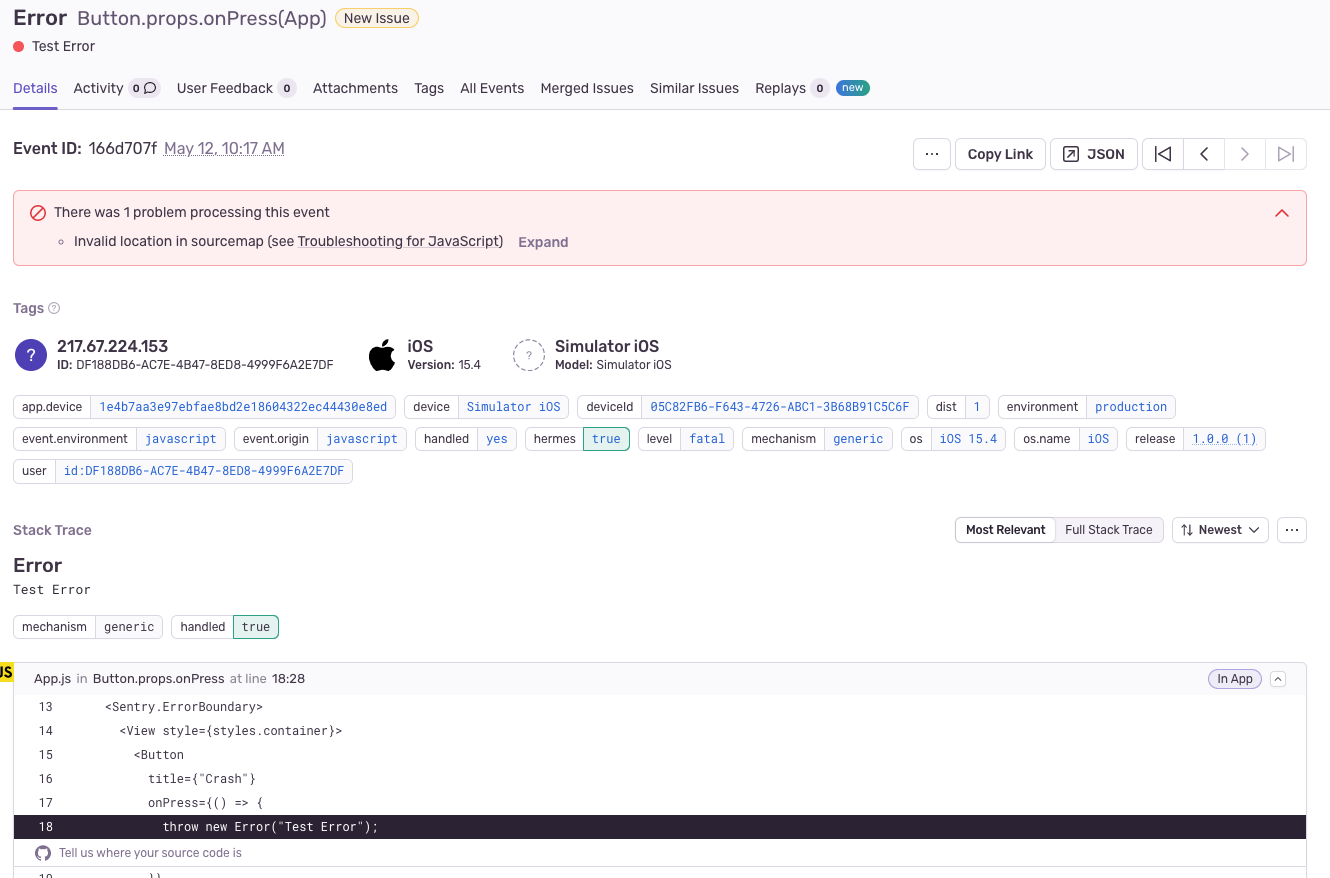 Error Button.props.onPress(App) New Issue
Test Error
Details Activity 0 User Feedback 0 Attachments Tags All Events Merged Issues Similar Issues Replays 0 new
Event ID: 166d707f May 12, 10:17 AM
... Copy Link JSON
There was 1 problem processing this event
Invalid location in sourcemap (see Troubleshooting for JavaScript) Expand
Tags ?
? 217.67.224.153
ID: DF188DB6-AC7E-4B47-8ED8-4999F6A2E7DF
iOS
Version: 15.4
? Simulator iOS
Model: Simulator iOS
app.device 1e4b7aa3e97ebfae8bd2e18604322ec44430e8ed device Simulator iOS deviceId 05C82FB6-F643-4726-ABC1-3B68B91C5C6F dist 1 environment production
event.environment javascript event.origin javascript handled yes hermes true level fatal mechanism generic os iOS 15.4 os.name iOS release 1.0.0 (1)
user id:DF188DB6-AC7E-4B47-8ED8-4999F6A2E7DF
Stack Trace Most Relevant Full Stack Trace Newest ...
Error
Test Error
mechanism generic handled true
JS App.js in Button.props.onPress at line 18:28 In App
13 <Sentry.ErrorBoundary>
14 <View style={styles.container}>
15 <Button
16 title={"Crash"}
17 onPress={() => {
18 throw new Error("Test Error");
Tell us where your source code is
19 }}